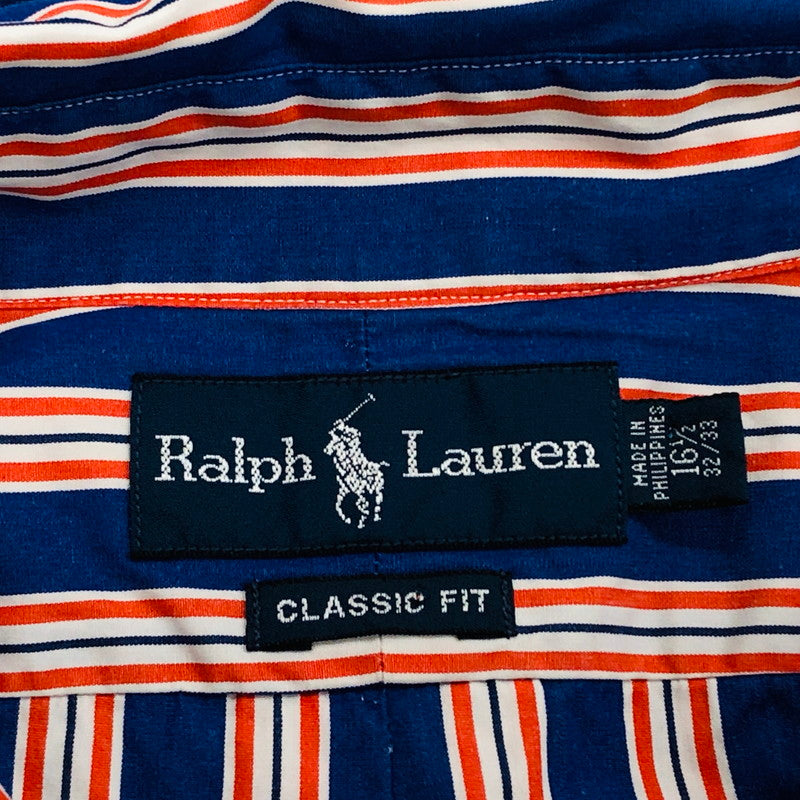 Ralph Lauren
MADE IN
PHILIPPINES
16½
32/33
CLASSIC FIT